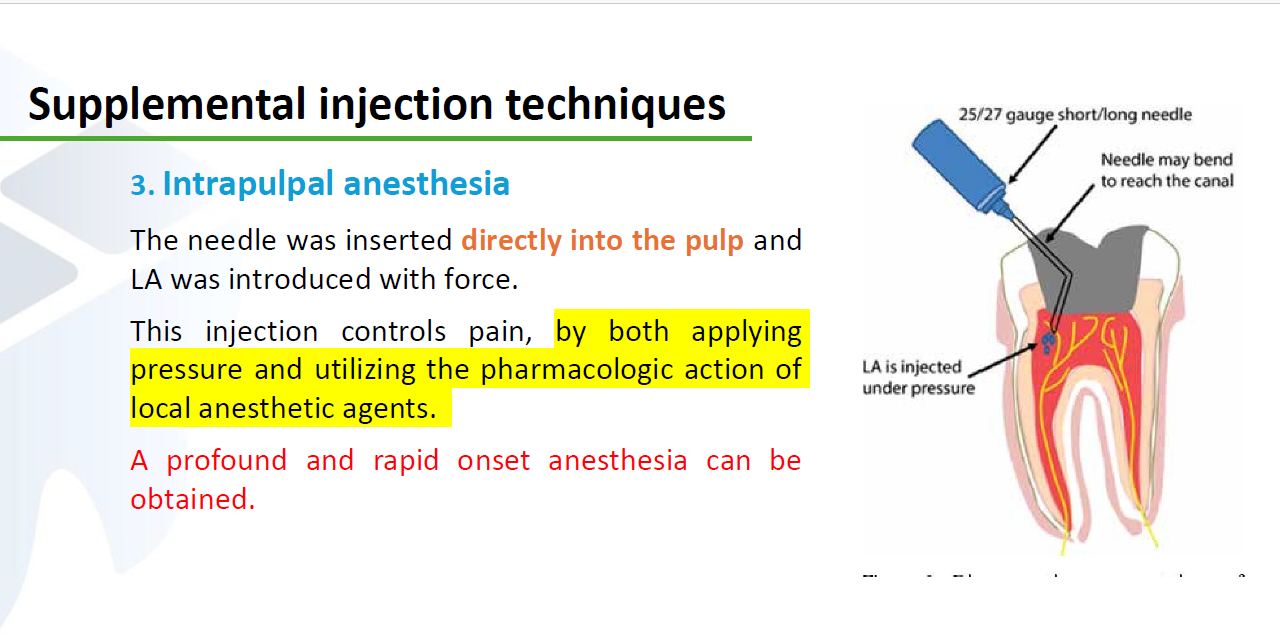 Supplemental injection techniques
3. Intrapulpal anesthesia
The needle was inserted directly into the pulp and
LA was introduced with force.
This injection controls pain, by both applying
pressure and utilizing the pharmacologic action of
local anesthetic agents.
A profound and rapid onset anesthesia can be
obtained.
25/27 gauge short/long needle
Needle may bend
to reach the canal
LA is injected
under pressure